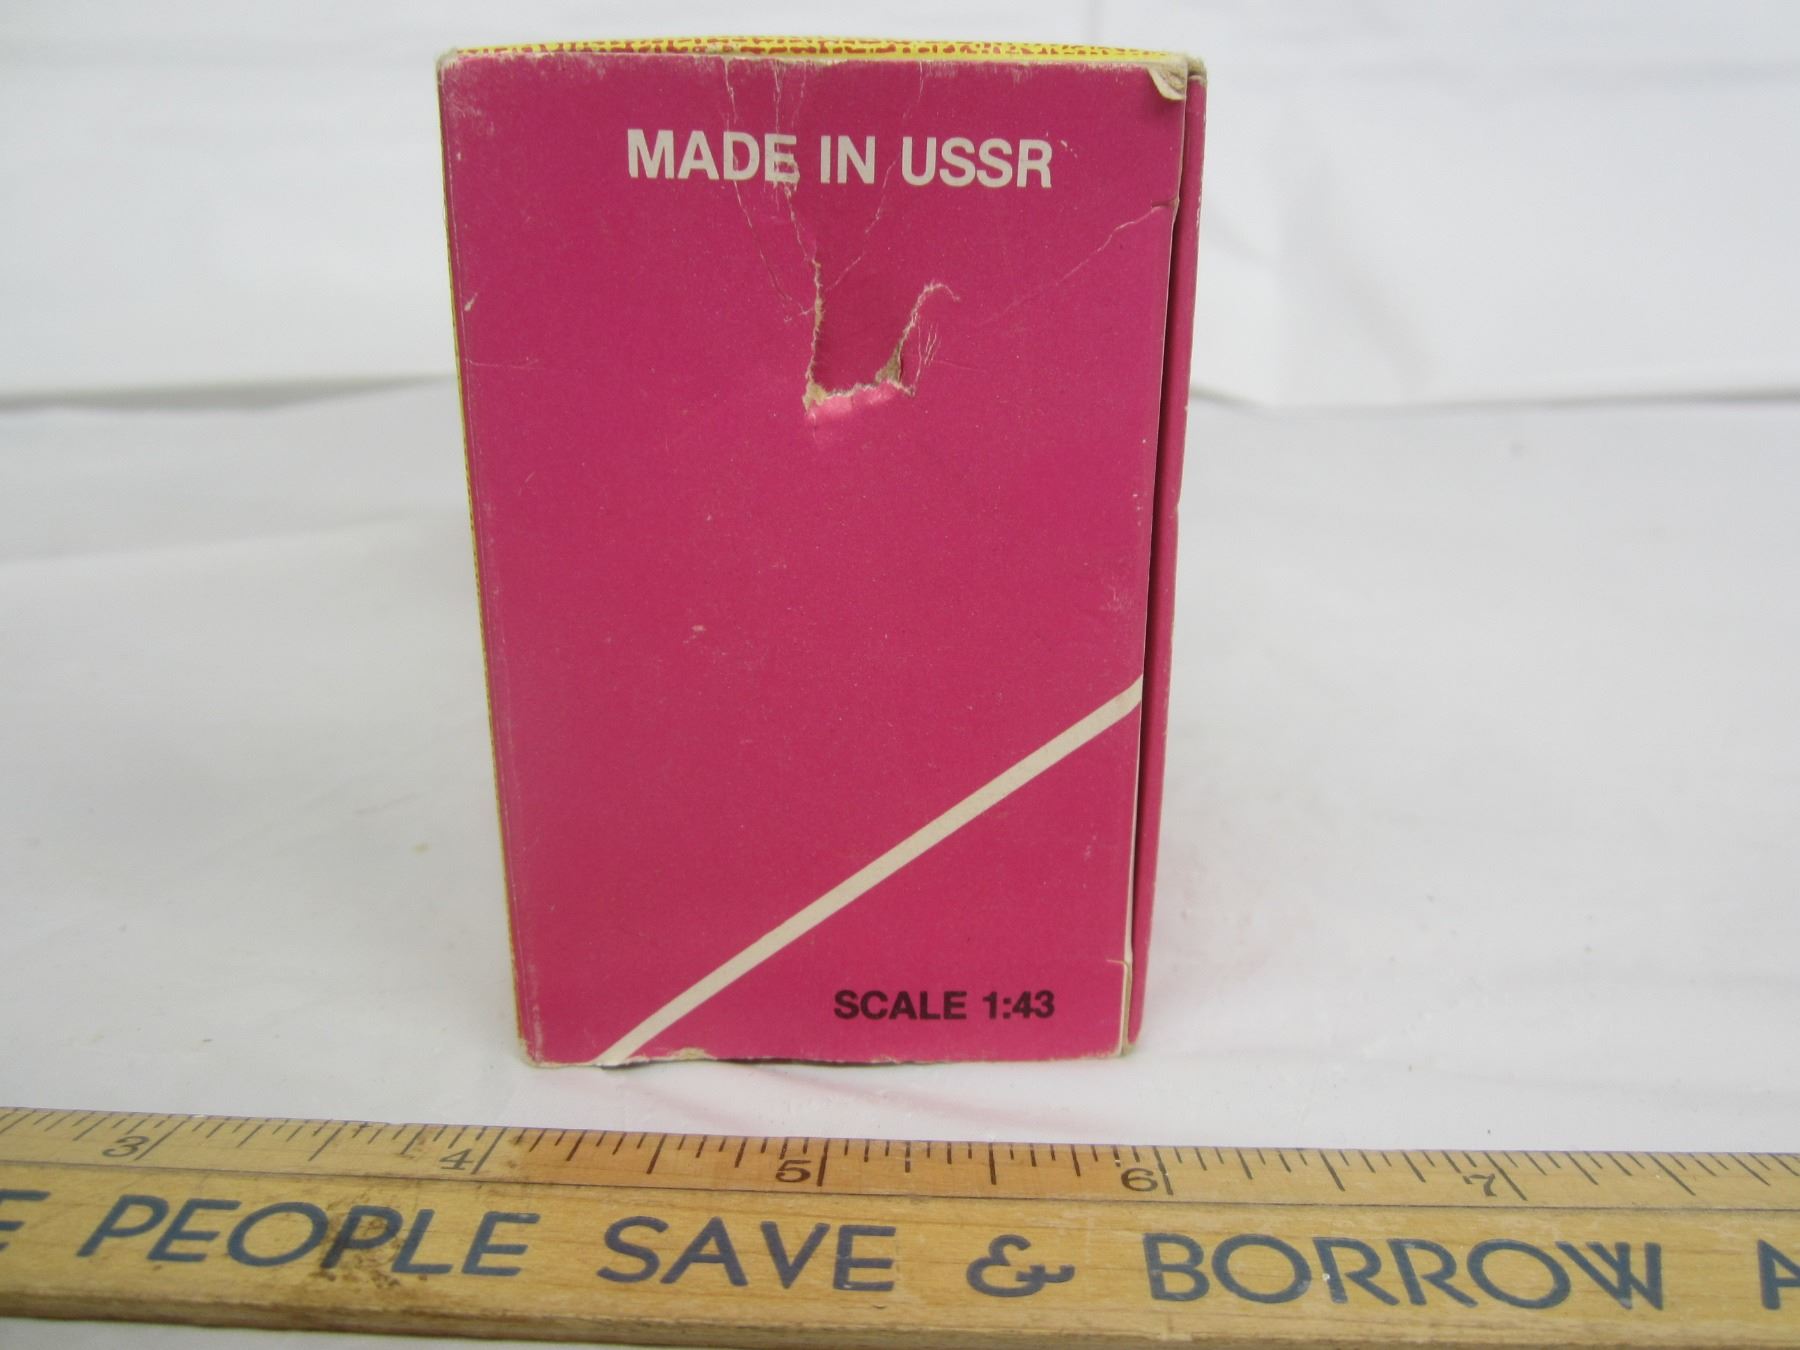 MADE IN USSR
SCALE 1:43
3 4 5 6 7
E PEOPLE SAVE & BORROW A